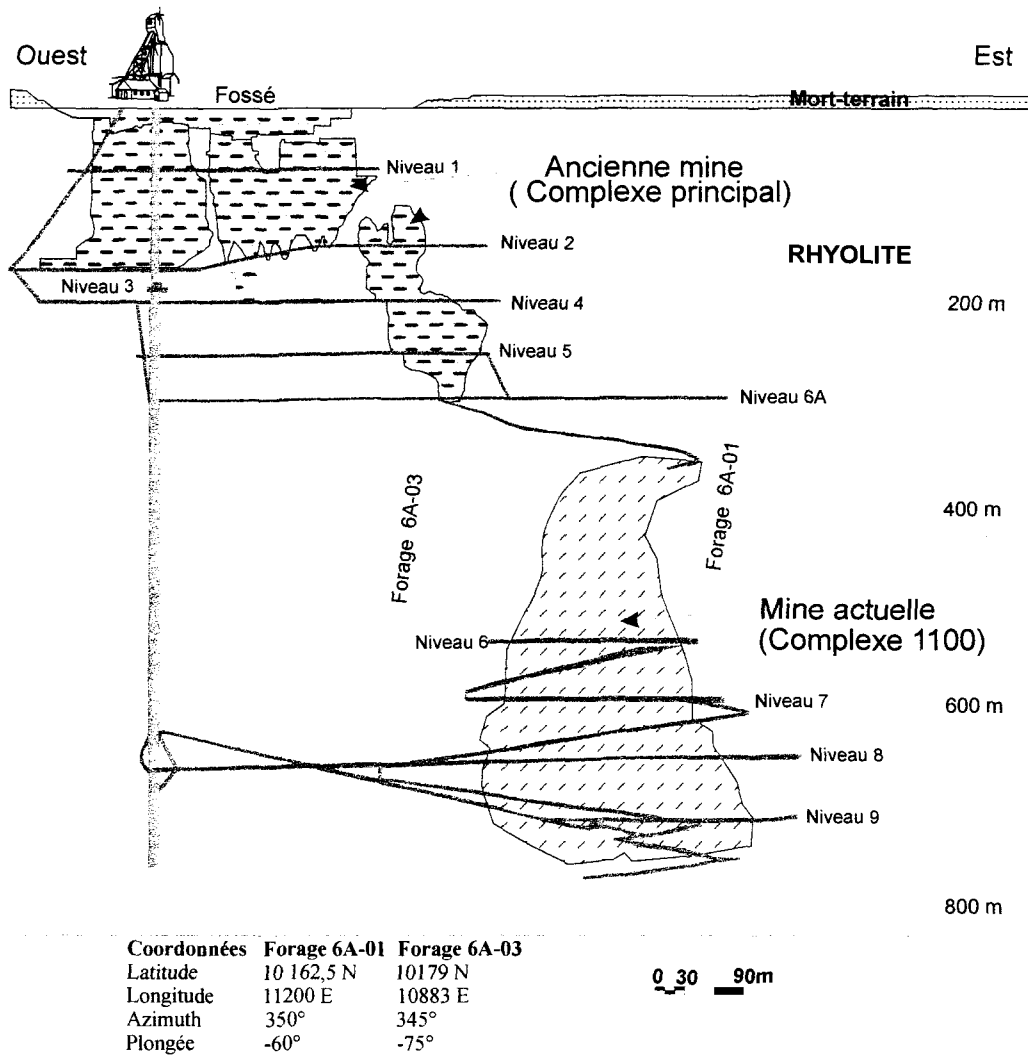 Ouest
Est
Fossé
Mort-terrain
Niveau 1
Ancienne mine
( Complexe principal)
Niveau 2
RHYOLITE
Niveau 3
Niveau 4
200 m
Niveau 5
Niveau 6A
Forage 6A-03
Forage 6A-01
400 m
Mine actuelle
(Complexe 1100)
Niveau 6
Niveau 7
600 m
Niveau 8
Niveau 9
800 m
Coordonnées Forage 6A-01 Forage 6A-03
Latitude 10 162,5 N 10179 N
Longitude 11200 E 10883 E
Azimuth 350° 345°
Plongée -60° -75°
0 30 90m